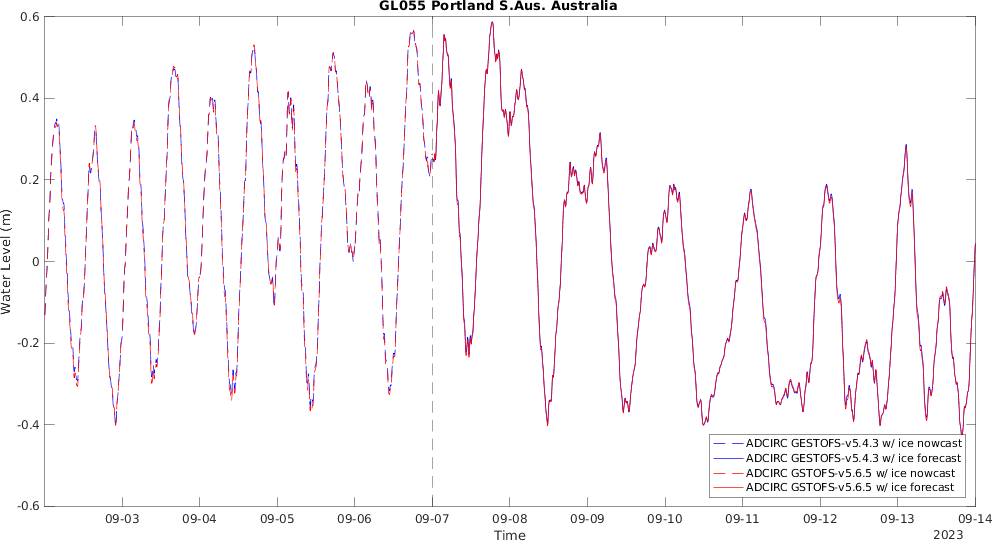 GL055 Portland S.Aus. Australia
0.6
0.4
0.2
0
-0.2
-0.4
-0.6
Water Level (m)
ADCIRC GESTOFS-v5.4.3 w/ ice nowcast
ADCIRC GESTOFS-v5.4.3 w/ ice forecast
ADCIRC GSTOFS-v5.6.5 w/ ice nowcast
ADCIRC GSTOFS-v5.6.5 w/ ice forecast
09-03 09-04 09-05 09-06 09-07 09-08 09-09 09-10 09-11 09-12 09-13 09-14
Time
2023